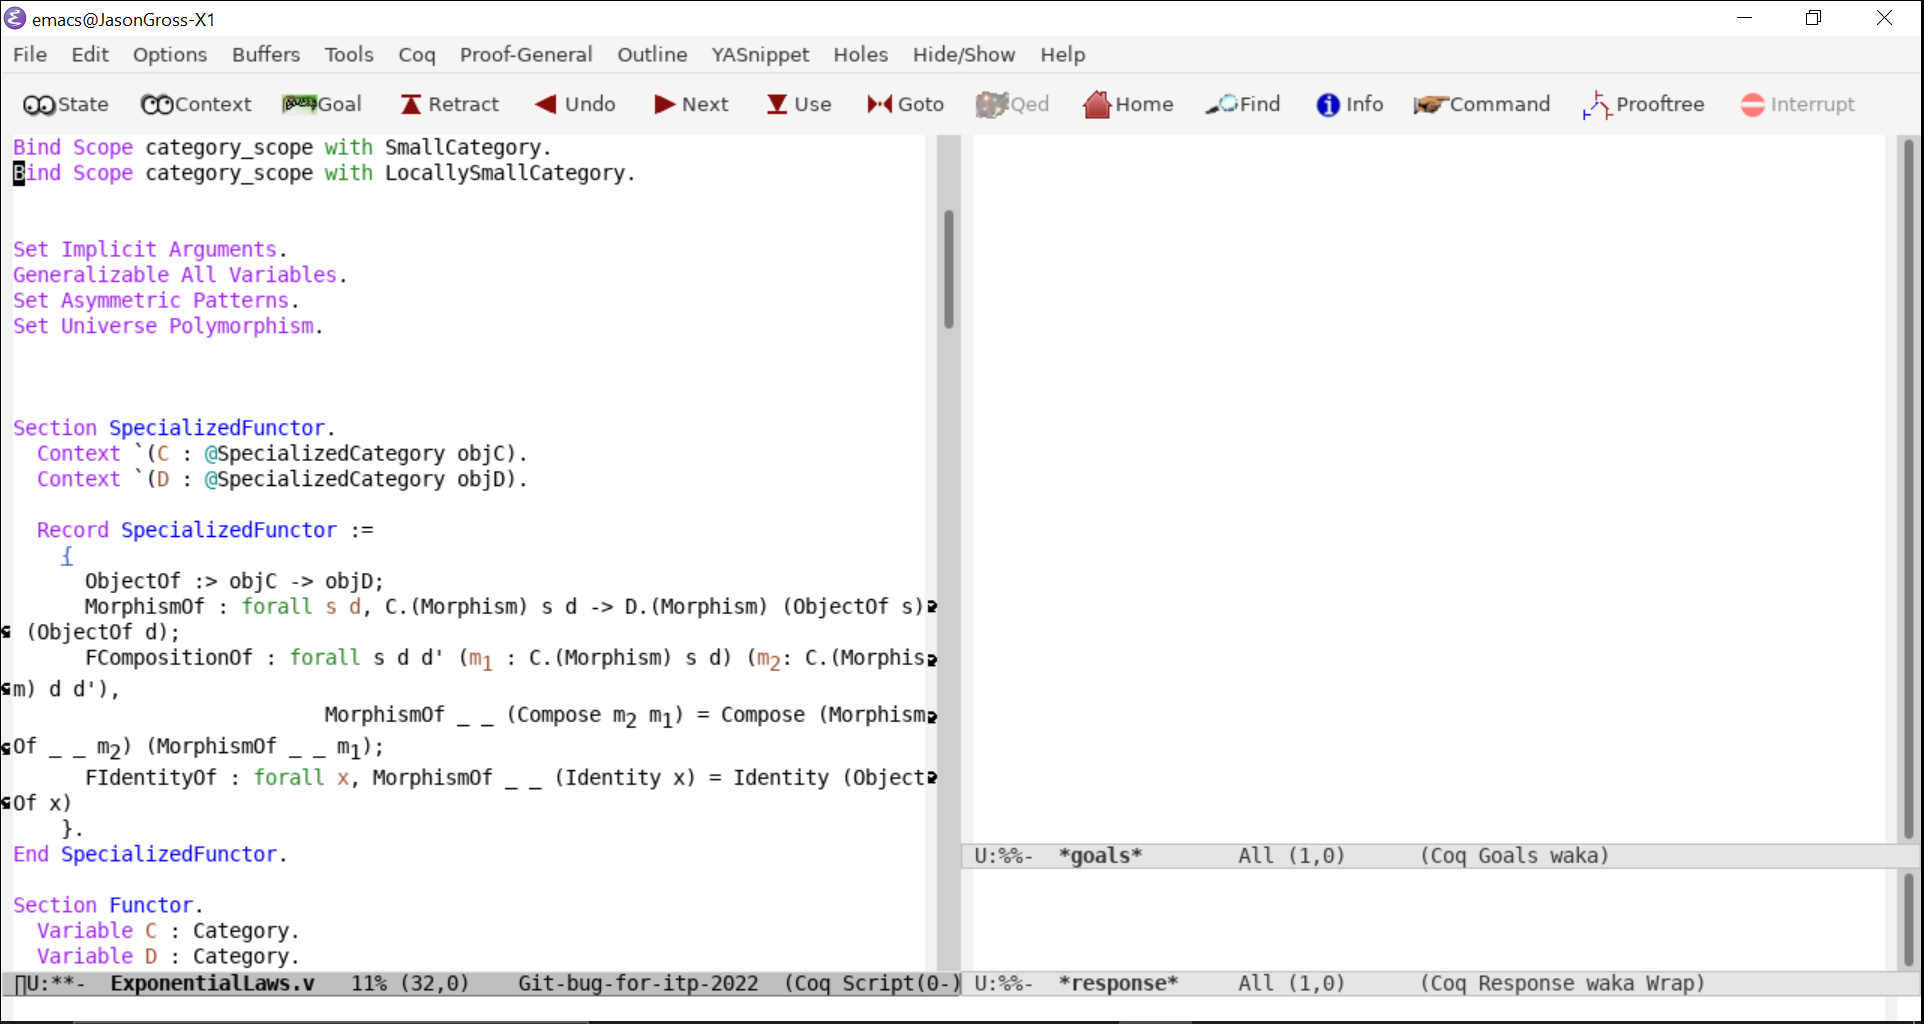 emacs@JasonGross-X1
File Edit Options Buffers Tools Coq Proof-General Outline YASnippet Holes Hide/Show Help
State Context Goal Retract Undo Next Use Goto Qed Home Find Info Command Prooftree Interrupt
Bind Scope category_scope with SmallCategory.
Bind Scope category_scope with LocallySmallCategory.
Set Implicit Arguments.
Generalizable All Variables.
Set Asymmetric Patterns.
Set Universe Polymorphism.
Section SpecializedFunctor.
  Context `(C : @SpecializedCategory objC).
  Context `(D : @SpecializedCategory objD).
  Record SpecializedFunctor :=
    {
      ObjectOf :> objC -> objD;
      MorphismOf : forall s d, C.(Morphism) s d -> D.(Morphism) (ObjectOf s)
 (ObjectOf d);
      FCompositionOf : forall s d d' (m1 : C.(Morphism) s d) (m2: C.(Morphis
m) d d'),
                          MorphismOf _ _ (Compose m2 m1) = Compose (Morphism
Of _ _ m2) (MorphismOf _ _ m1);
      FIdentityOf : forall x, MorphismOf _ _ (Identity x) = Identity (Object
Of x)
    }.
End SpecializedFunctor.
Section Functor.
  Variable C : Category.
  Variable D : Category.
U:**-  ExponentialLaws.v   11% (32,0)    Git-bug-for-itp-2022  (Coq Script(0-)
U:%%-  *goals*        All (1,0)      (Coq Goals waka)
U:%%-  *response*     All (1,0)      (Coq Response waka Wrap)